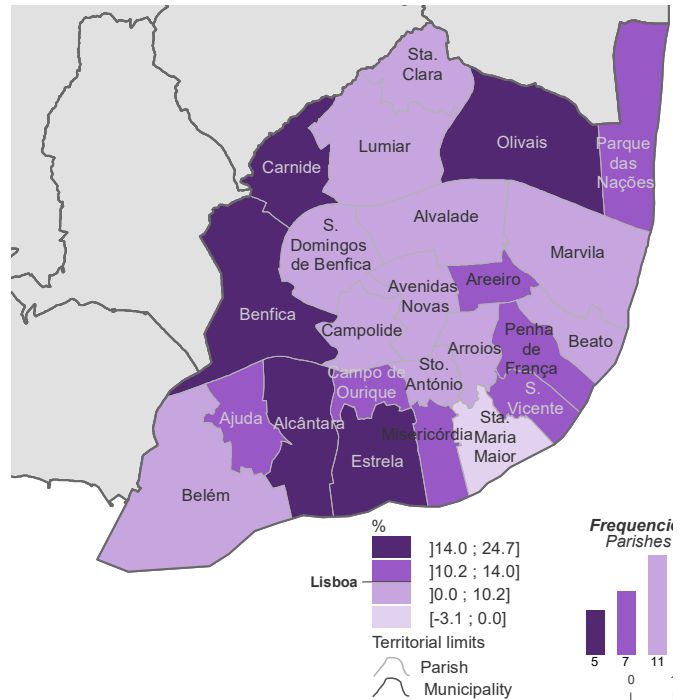 Sta.
Clara
Olivais
Lumiar
Carnide
Parque
das
Nações
Alvalade
S.
Domingos
de Benfica
Marvila
Areeiro
Avenidas
Novas
Benfica
Campolide
Penha
de
França
Beato
Arroios
Sto.
António
Campo de
Ourique
S.
Vicente
Ajuda
Alcântara
Misericórdia
Sta.
Maria
Maior
Estrela
Belém
%
]14.0 ; 24.7]
]10.2 ; 14.0]
Lisboa
]0.0 ; 10.2]
[-3.1 ; 0.0]
Territorial limits
Parish
Municipality
Frequenci
Parishes
5 7 11
0